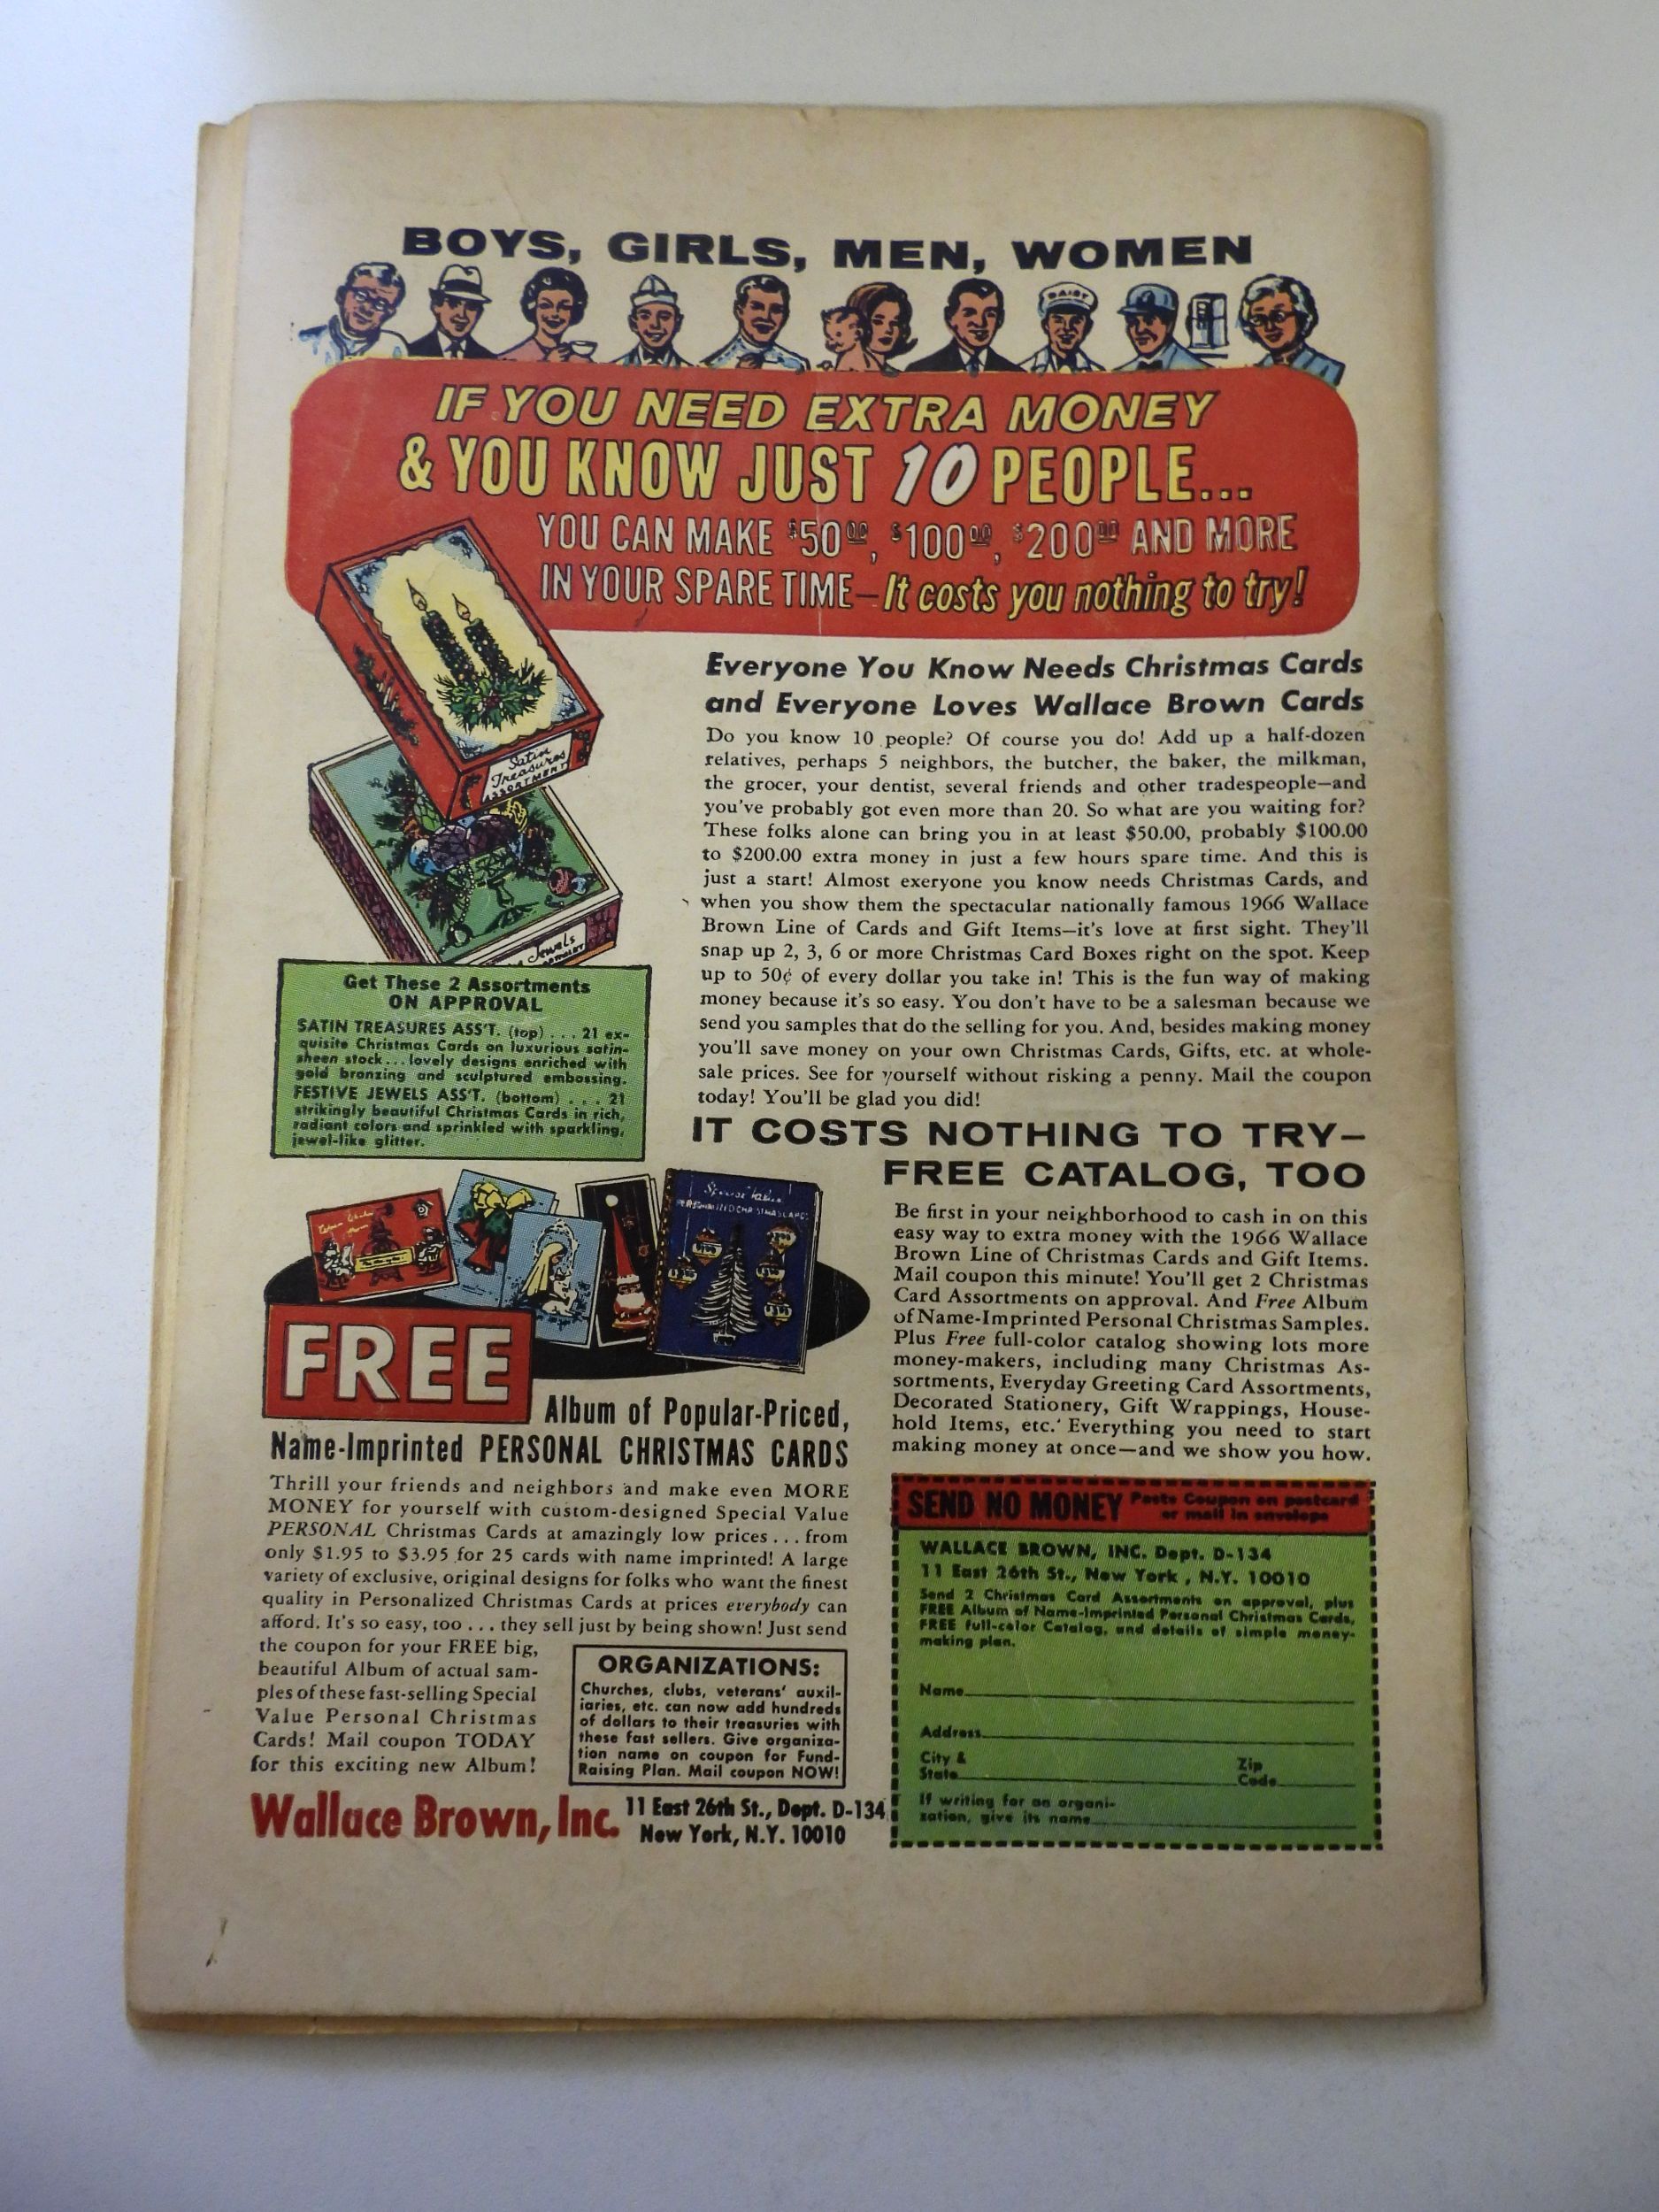 BOYS, GIRLS, MEN, WOMEN
DAIRY
IF YOU NEED EXTRA MONEY
& YOU KNOW JUST 10 PEOPLE...
YOU CAN MAKE $50.00, $100.00, $200.00 AND MORE
IN YOUR SPARE TIME—It costs you nothing to try!
Satin
Treasures
ASSORTMENT
Jewels
Get These 2 Assortments
ON APPROVAL
SATIN TREASURES ASS'T. (top) . . . 21 ex-
quisite Christmas Cards on luxurious satin-
sheen stock... lovely designs enriched with
gold bronzing and sculptured embossing.
FESTIVE JEWELS ASS'T. (bottom) . . . 21
strikingly beautiful Christmas Cards in rich,
radiant colors and sprinkled with sparkling,
jewel-like glitter.
Everyone You Know Needs Christmas Cards
and Everyone Loves Wallace Brown Cards
Do you know 10 people? Of course you do! Add up a half-dozen
relatives, perhaps 5 neighbors, the butcher, the baker, the milkman,
the grocer, your dentist, several friends and other tradespeople—and
you've probably got even more than 20. So what are you waiting for?
These folks alone can bring you in at least $50.00, probably $100.00
to $200.00 extra money in just a few hours spare time. And this is
just a start! Almost exeryone you know needs Christmas Cards, and
when you show them the spectacular nationally famous 1966 Wallace
Brown Line of Cards and Gift Items—it's love at first sight. They'll
snap up 2, 3, 6 or more Christmas Card Boxes right on the spot. Keep
up to 50¢ of every dollar you take in! This is the fun way of making
money because it's so easy. You don't have to be a salesman because we
send you samples that do the selling for you. And, besides making money
you'll save money on your own Christmas Cards, Gifts, etc. at whole-
sale prices. See for yourself without risking a penny. Mail the coupon
today! You'll be glad you did!
IT COSTS NOTHING TO TRY—
FREE CATALOG, TOO
Be first in your neighborhood to cash in on this
easy way to extra money with the 1966 Wallace
Brown Line of Christmas Cards and Gift Items.
Mail coupon this minute! You'll get 2 Christmas
Card Assortments on approval. And Free Album
of Name-Imprinted Personal Christmas Samples.
Plus Free full-color catalog showing lots more
money-makers, including many Christmas As-
sortments, Everyday Greeting Card Assortments,
Decorated Stationery, Gift Wrappings, House-
hold Items, etc. Everything you need to start
making money at once—and we show you how.
Special Value
PERSONALIZED CHRISTMAS CARDS
FREE
Album of Popular-Priced,
Name-Imprinted PERSONAL CHRISTMAS CARDS
Thrill your friends and neighbors and make even MORE
MONEY for yourself with custom-designed Special Value
PERSONAL Christmas Cards at amazingly low prices . . . from
only $1.95 to $3.95 for 25 cards with name imprinted! A large
variety of exclusive, original designs for folks who want the finest
quality in Personalized Christmas Cards at prices everybody can
afford. It's so easy, too . . . they sell just by being shown! Just send
the coupon for your FREE big,
beautiful Album of actual sam-
ples of these fast-selling Special
Value Personal Christmas
Cards! Mail coupon TODAY
for this exciting new Album!
ORGANIZATIONS:
Churches, clubs, veterans' auxil-
iaries, etc. can now add hundreds
of dollars to their treasuries with
these fast sellers. Give organiza-
tion name on coupon for Fund-
Raising Plan. Mail coupon NOW!
Wallace Brown, Inc.
11 East 26th St., Dept. D-134
New York, N.Y. 10010
SEND NO MONEY Paste Coupon on postcard
or mail in envelope
WALLACE BROWN, INC. Dept. D-134
11 East 26th St., New York , N.Y. 10010
Send 2 Christmas Card Assortments on approval, plus
FREE Album of Name-Imprinted Personal Christmas Cards,
FREE full-color Catalog, and details of simple money-
making plan.
Name
Address
City &
State
Zip
Code
If writing for an organi-
zation, give its name